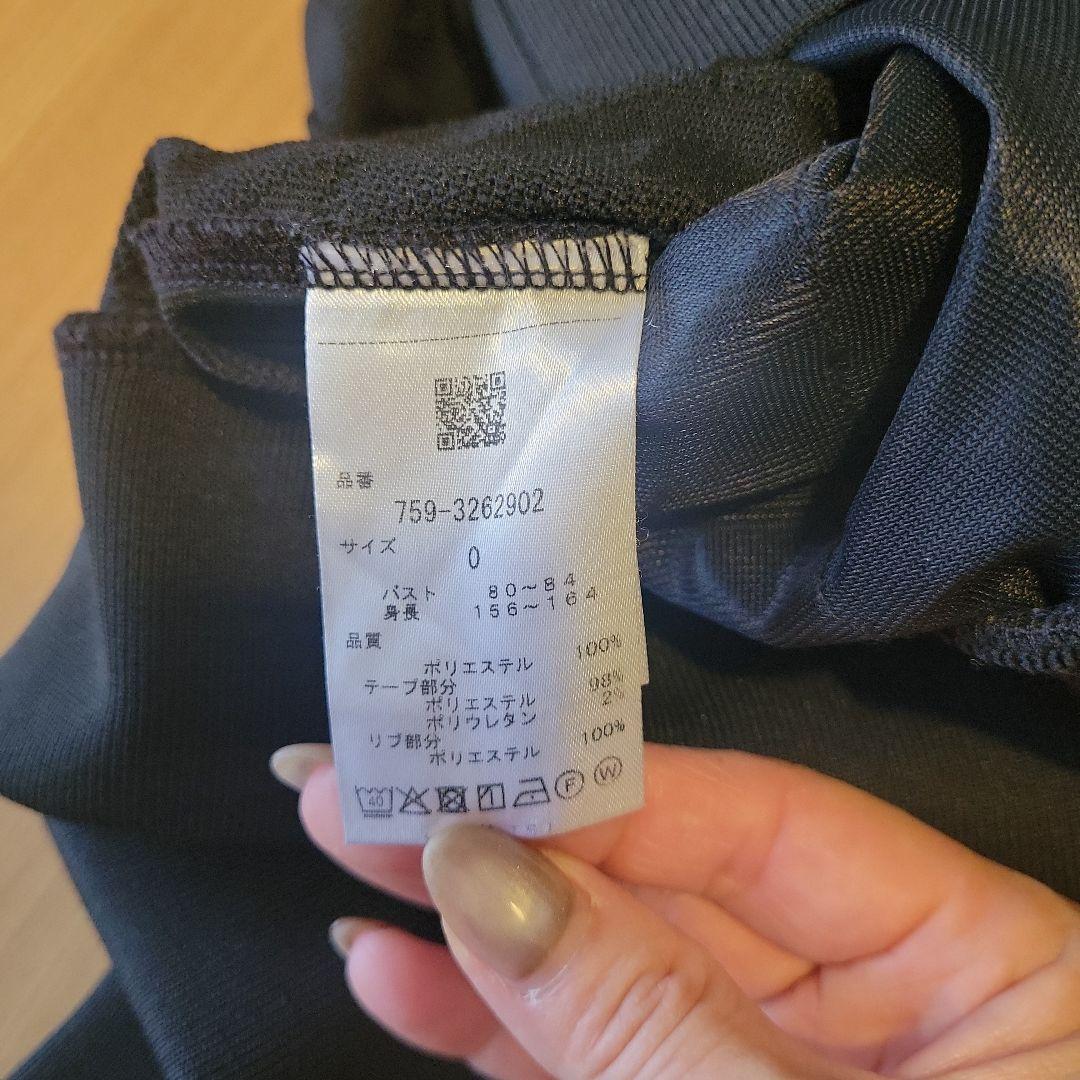 品番
759-3262902
サイズ
0
バスト 80~84
身長 156~164
品質
ポリエステル 100%
テープ部分
ポリエステル 98%
ポリウレタン 2%
リブ部分
ポリエステル 100%
40 F W